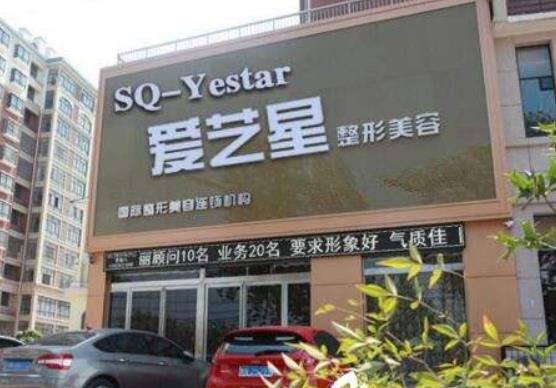 SQ-Yestar
爱艺星 整形美容
国际整形美容连锁机构
丽顾问10名 业务20名 要求形象好 气质佳